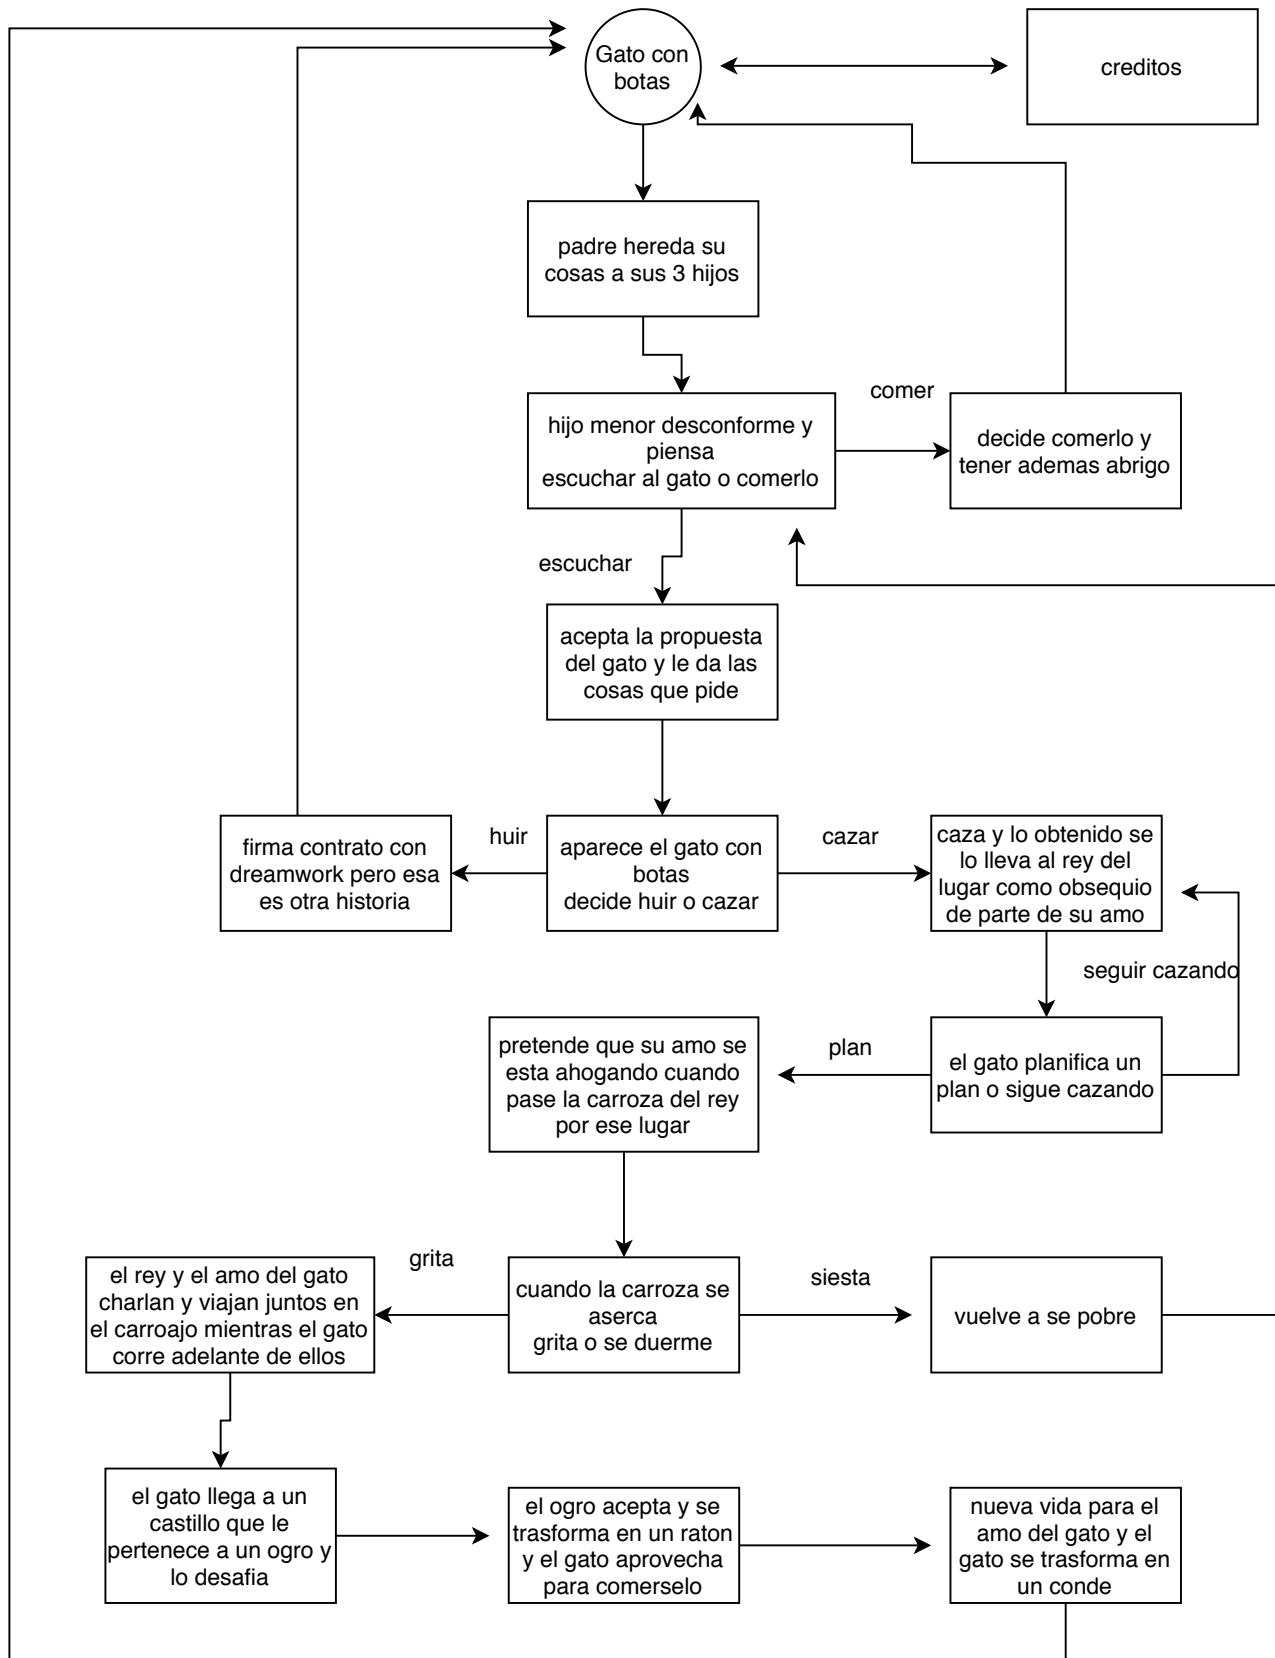 Gato con
botas
creditos
padre hereda su
cosas a sus 3 hijos
comer
hijo menor desconforme y
piensa
escuchar al gato o comerlo
decide comerlo y
tener ademas abrigo
escuchar
acepta la propuesta
del gato y le da las
cosas que pide
huir
cazar
firma contrato con
dreamwork pero esa
es otra historia
aparece el gato con
botas
decide huir o cazar
caza y lo obtenido se
lo lleva al rey del
lugar como obsequio
de parte de su amo
seguir cazando
plan
pretende que su amo se
esta ahogando cuando
pase la carroza del rey
por ese lugar
el gato planifica un
plan o sigue cazando
grita
siesta
el rey y el amo del gato
charlan y viajan juntos en
el carroajo mientras el gato
corre adelante de ellos
cuando la carroza se
aserca
grita o se duerme
vuelve a se pobre
el gato llega a un
castillo que le
pertenece a un ogro y
lo desafia
el ogro acepta y se
trasforma en un raton
y el gato aprovecha
para comerselo
nueva vida para el
amo del gato y el
gato se trasforma en
un conde